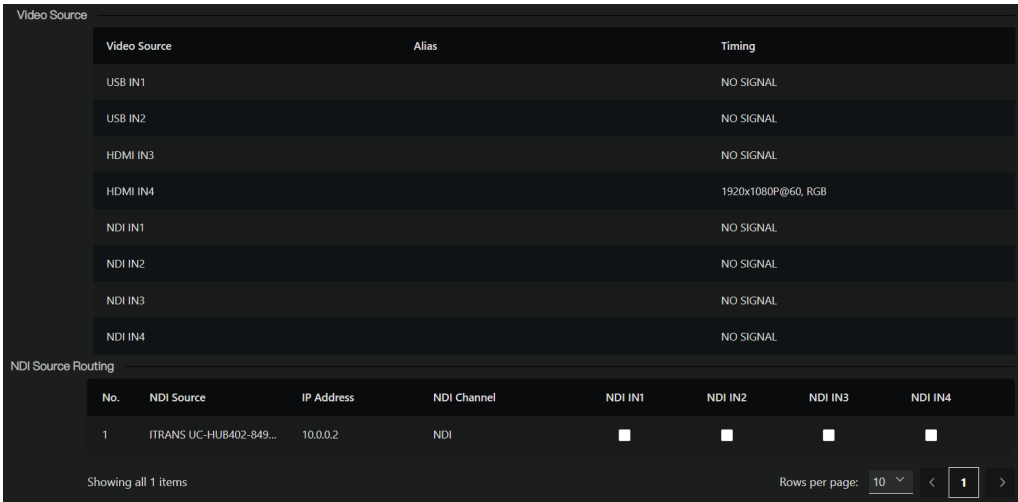 Video Source
Video Source Alias Timing
USB IN1 NO SIGNAL
USB IN2 NO SIGNAL
HDMI IN3 NO SIGNAL
HDMI IN4 1920x1080P@60, RGB
NDI IN1 NO SIGNAL
NDI IN2 NO SIGNAL
NDI IN3 NO SIGNAL
NDI IN4 NO SIGNAL
NDI Source Routing
No. NDI Source IP Address NDI Channel NDI IN1 NDI IN2 NDI IN3 NDI IN4
1 ITRANS UC-HUB402-849... 10.0.0.2 NDI
Showing all 1 items Rows per page: 10 < 1 >